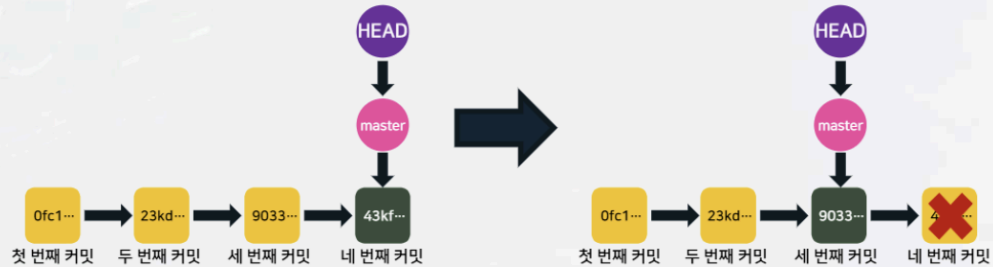 HEAD
master
0fc1…
23kd…
9033…
43kf…
첫 번째 커밋
두 번째 커밋
세 번째 커밋
네 번째 커밋
HEAD
master
0fc1…
23kd…
9033…
첫 번째 커밋
두 번째 커밋
세 번째 커밋
네 번째 커밋